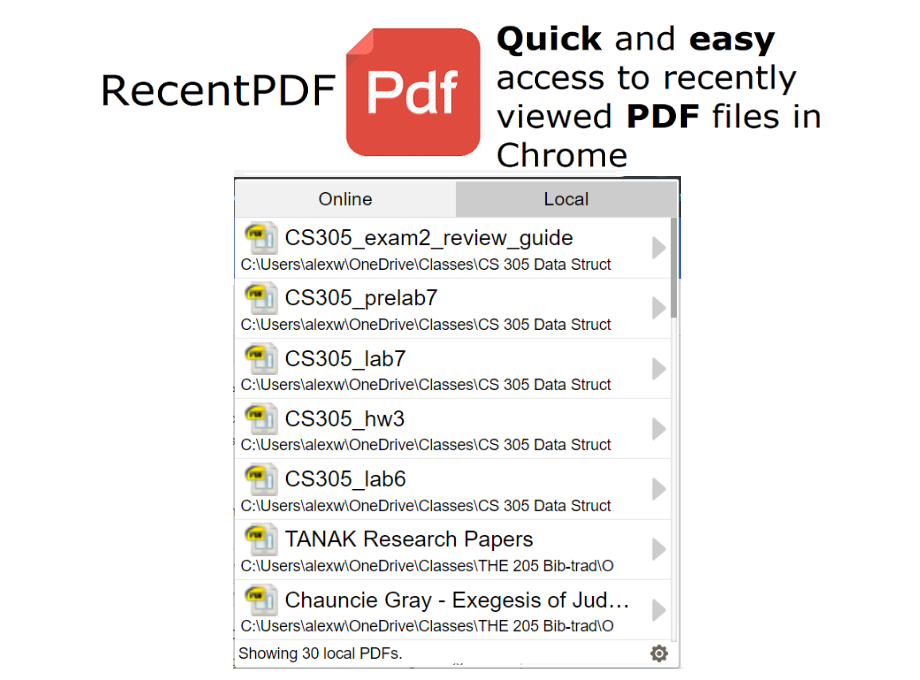 RecentPDF
Pdf
Quick and easy
access to recently
viewed PDF files in
Chrome
Online Local
CS305_exam2_review_guide
C:\Users\alexw\OneDrive\Classes\CS 305 Data Struct
CS305_prelab7
C:\Users\alexw\OneDrive\Classes\CS 305 Data Struct
CS305_lab7
C:\Users\alexw\OneDrive\Classes\CS 305 Data Struct
CS305_hw3
C:\Users\alexw\OneDrive\Classes\CS 305 Data Struct
CS305_lab6
C:\Users\alexw\OneDrive\Classes\CS 305 Data Struct
TANAK Research Papers
C:\Users\alexw\OneDrive\Classes\THE 205 Bib-trad\O
Chauncie Gray - Exegesis of Jud...
C:\Users\alexw\OneDrive\Classes\THE 205 Bib-trad\O
Showing 30 local PDFs.